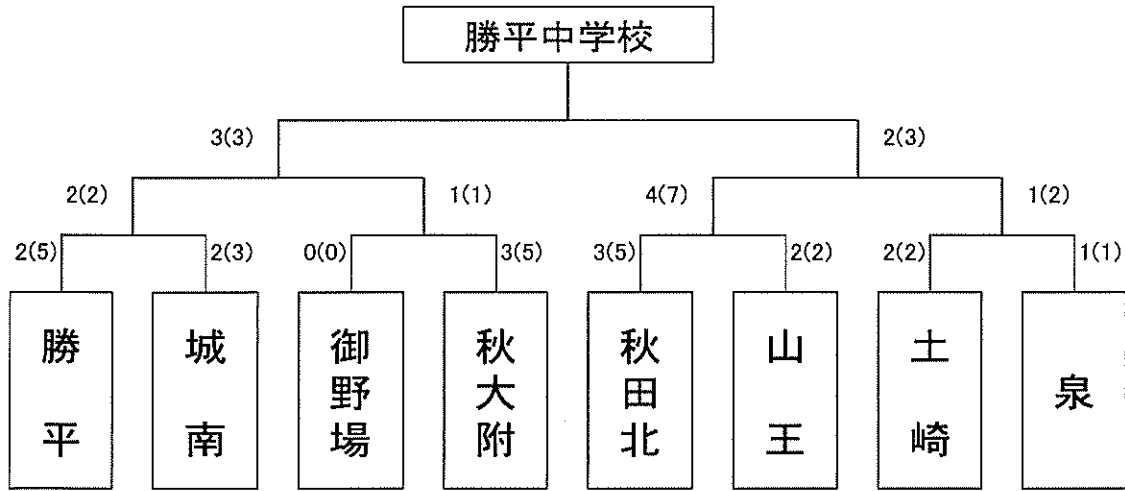 勝平中学校
3(3) 2(3)
2(2) 1(1) 4(7) 1(2)
2(5) 2(3) 0(0) 3(5) 3(5) 2(2) 2(2) 1(1)
勝平
城南
御野場
秋大附
秋田北
山王
土崎
泉